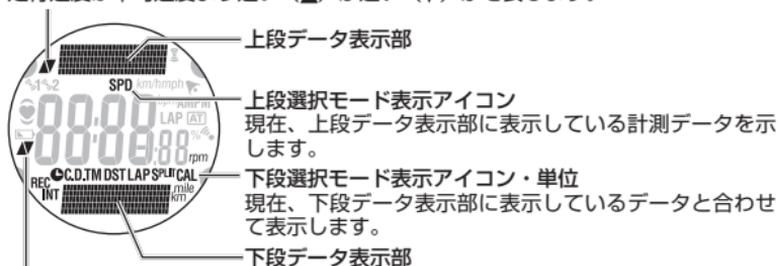 上段データ表示部
SPD km/hmph
1 2
上段選択モード表示アイコン
AMPM
LAP AT
現在、上段データ表示部に表示している計測データを示
します。
88:88.88 rpm
下段選択モード表示アイコン・単位
C.D.TM DST LAP SPLIT CAL
REC INT
mile
km
現在、下段データ表示部に表示しているデータと合わせ
て表示します。
下段データ表示部